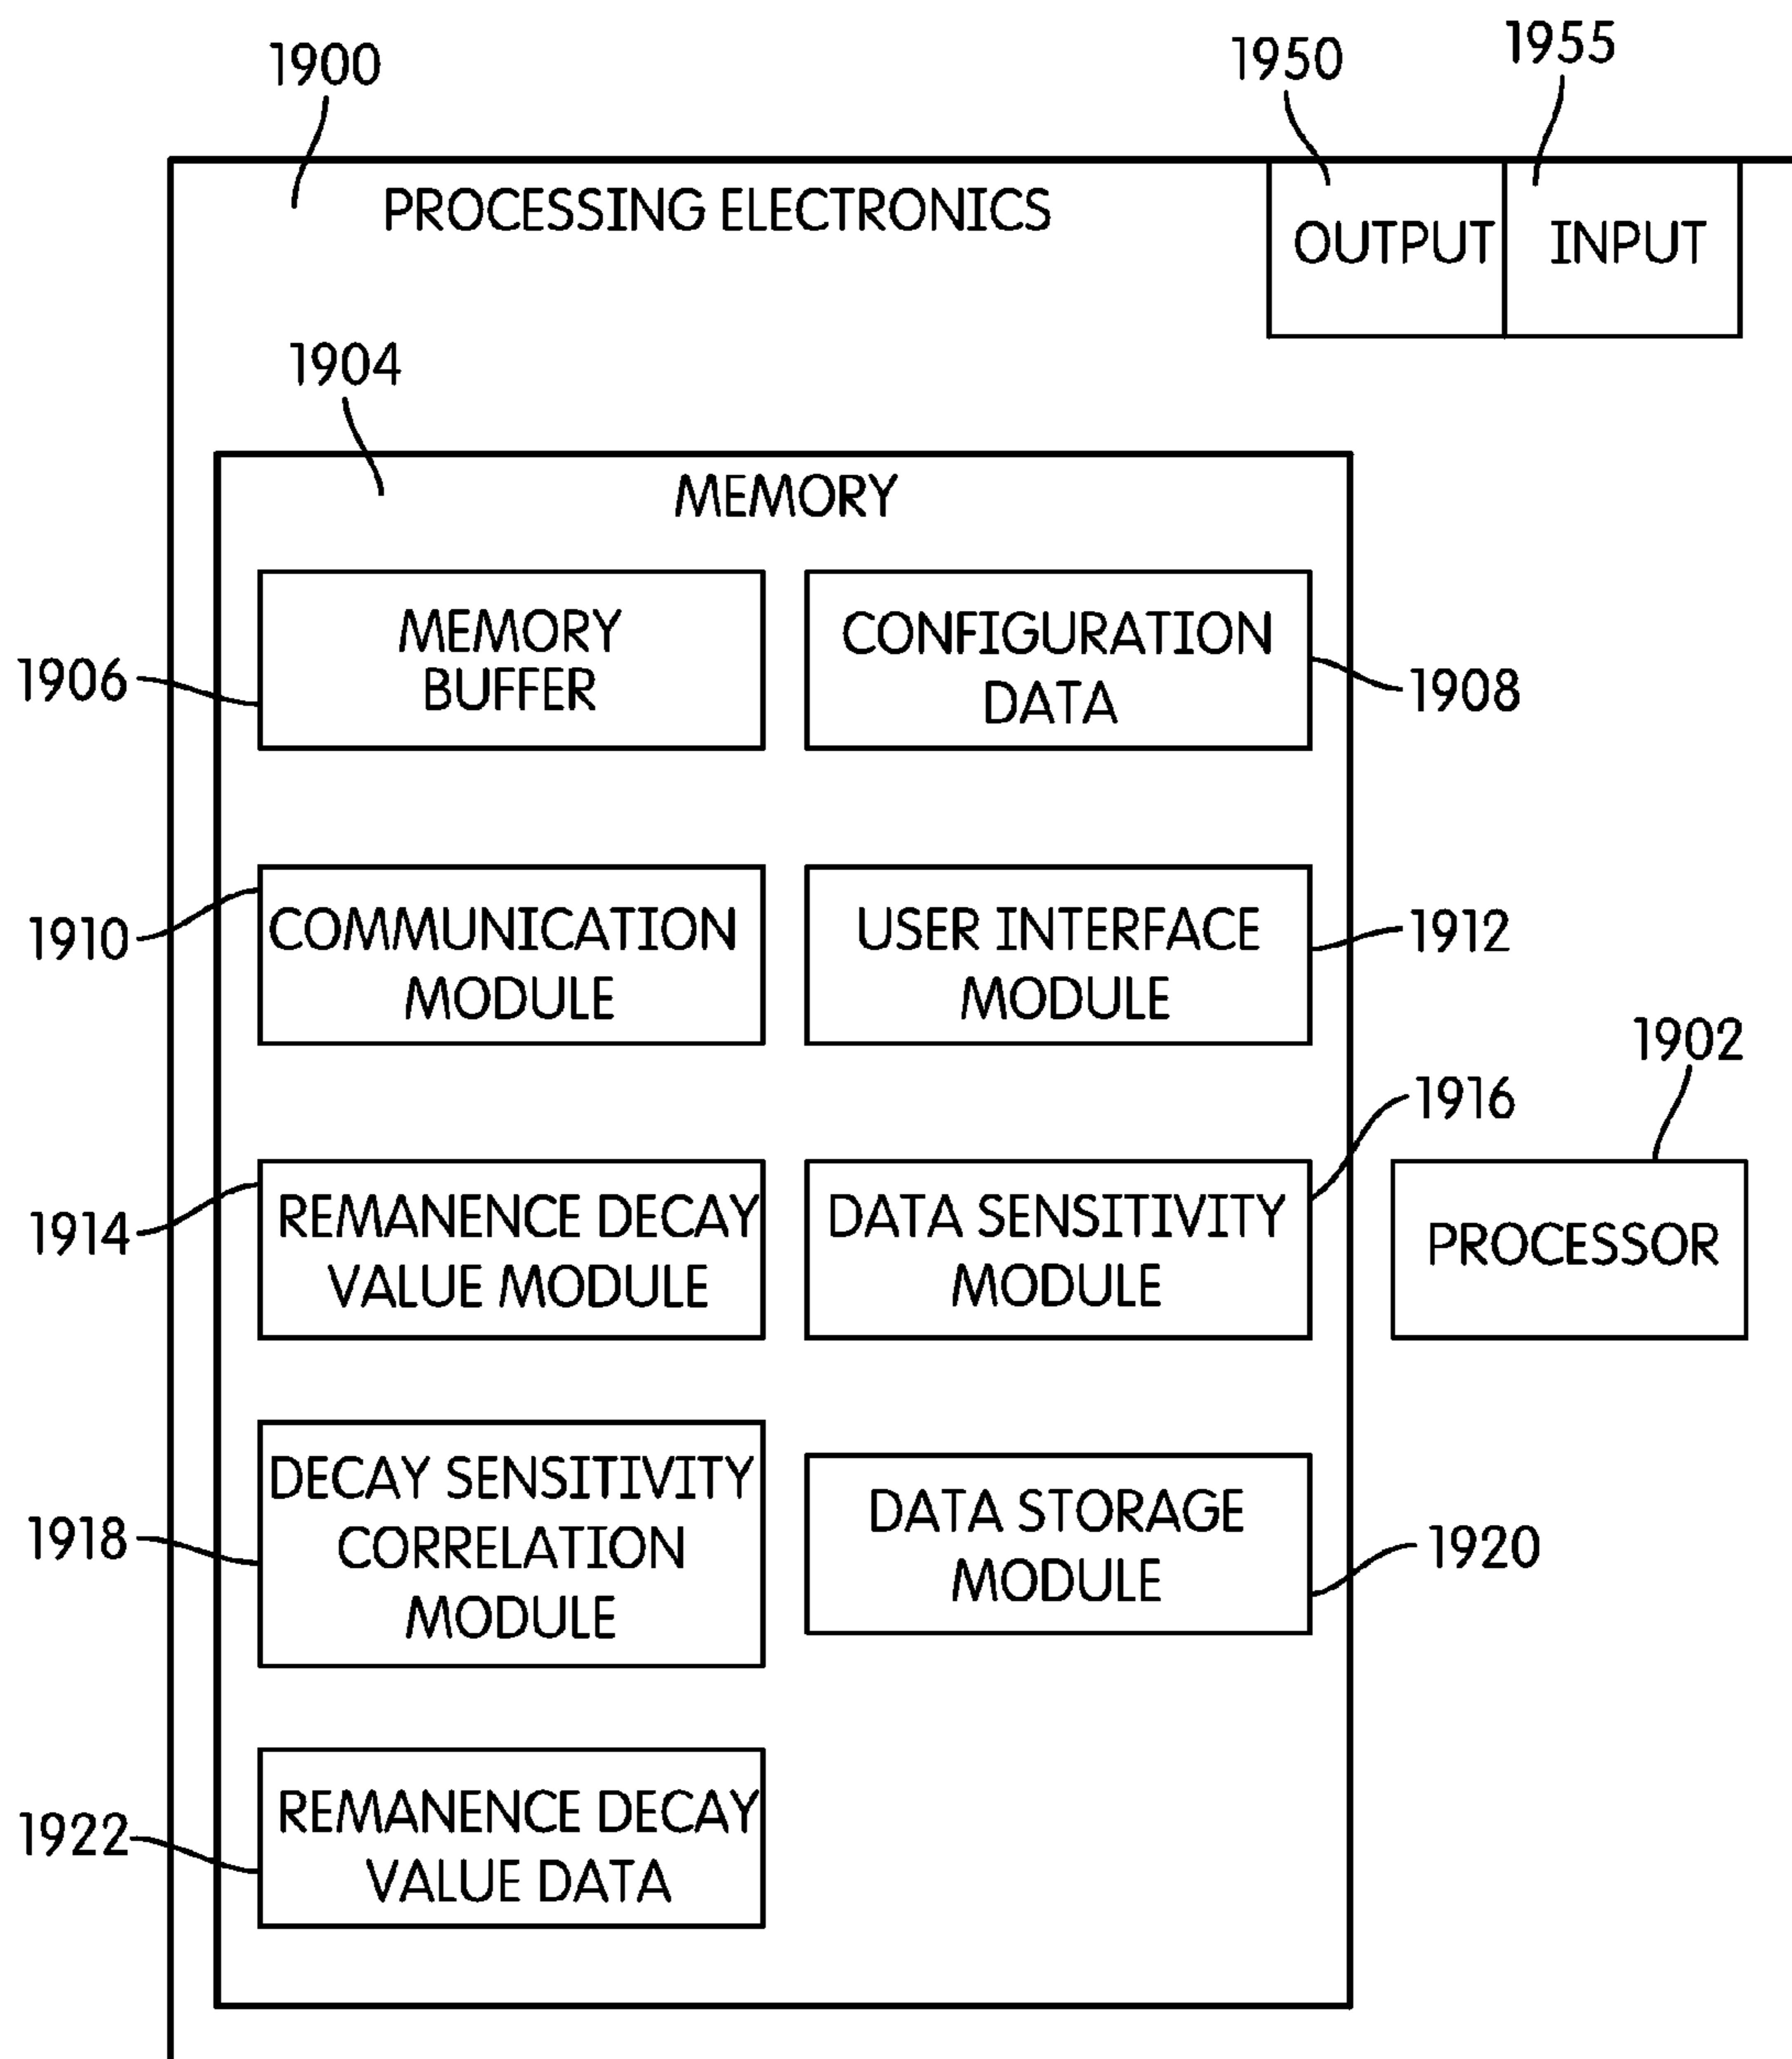 1900
1950
1955
PROCESSING ELECTRONICS
OUTPUT
INPUT
1904
MEMORY
MEMORY
BUFFER
1906
CONFIGURATION
DATA
1908
COMMUNICATION
MODULE
1910
USER INTERFACE
MODULE
1912
1902
1916
REMANENCE DECAY
VALUE MODULE
1914
DATA SENSITIVITY
MODULE
PROCESSOR
DECAY SENSITIVITY
CORRELATION
MODULE
1918
DATA STORAGE
MODULE
1920
REMANENCE DECAY
VALUE DATA
1922